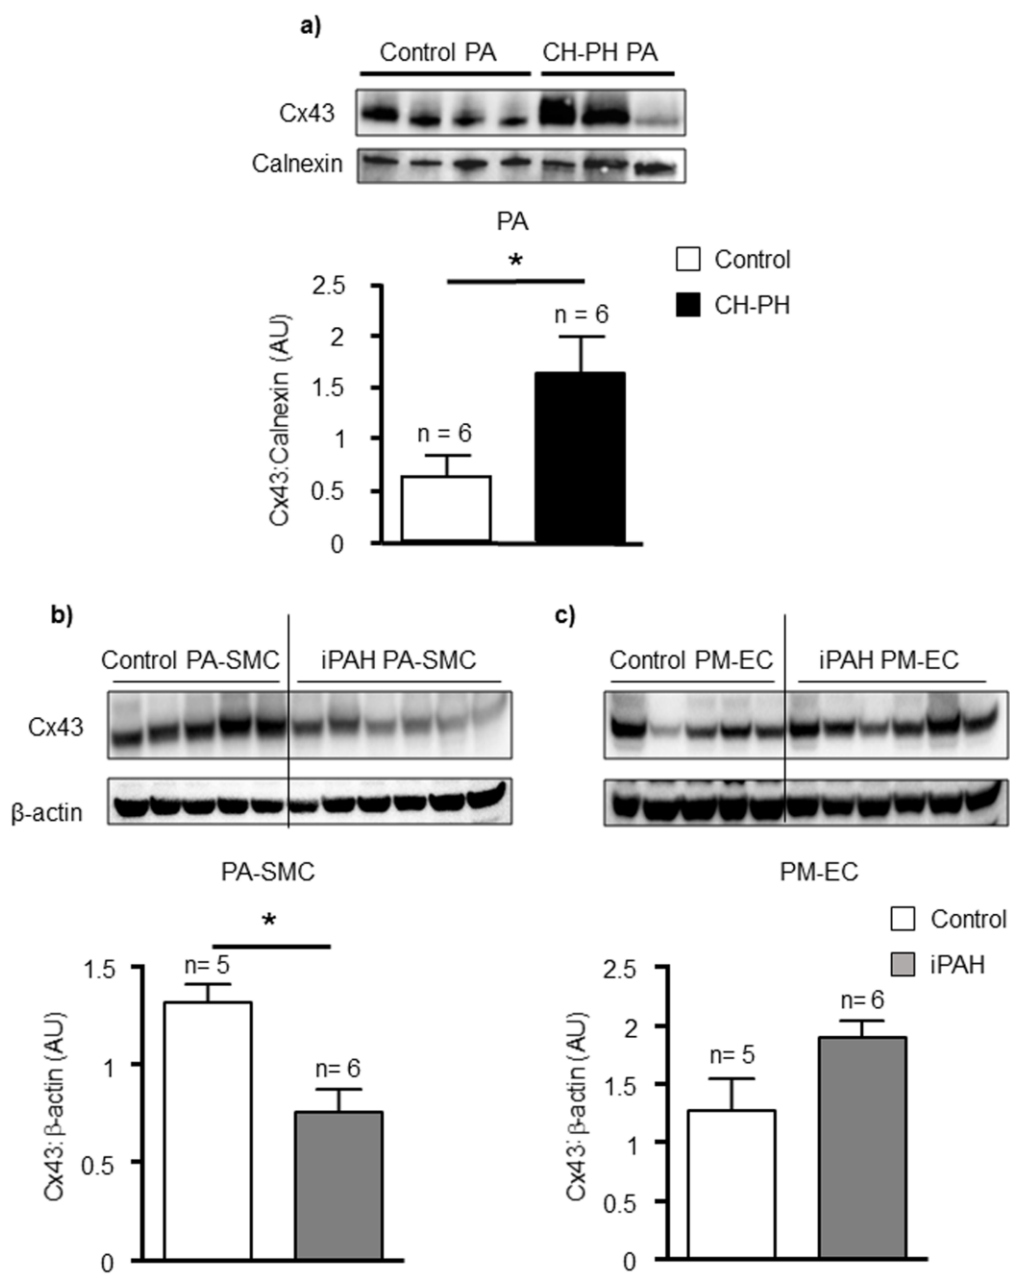 a)
Control PA CH-PH PA
Cx43
Calnexin
PA
*
Control
CH-PH
n = 6
n = 6
2.5
2
1.5
1
0.5
0
Cx43:Calnexin (AU)
b)
Control PA-SMC iPAH PA-SMC
Cx43
β-actin
PA-SMC
*
n= 5
n= 6
1.5
1
0.5
0
Cx43: β-actin (AU)
c)
Control PM-EC iPAH PM-EC
PM-EC
Control
iPAH
n= 6
n= 5
2.5
2
1.5
1
0.5
0
Cx43: β-actin (AU)